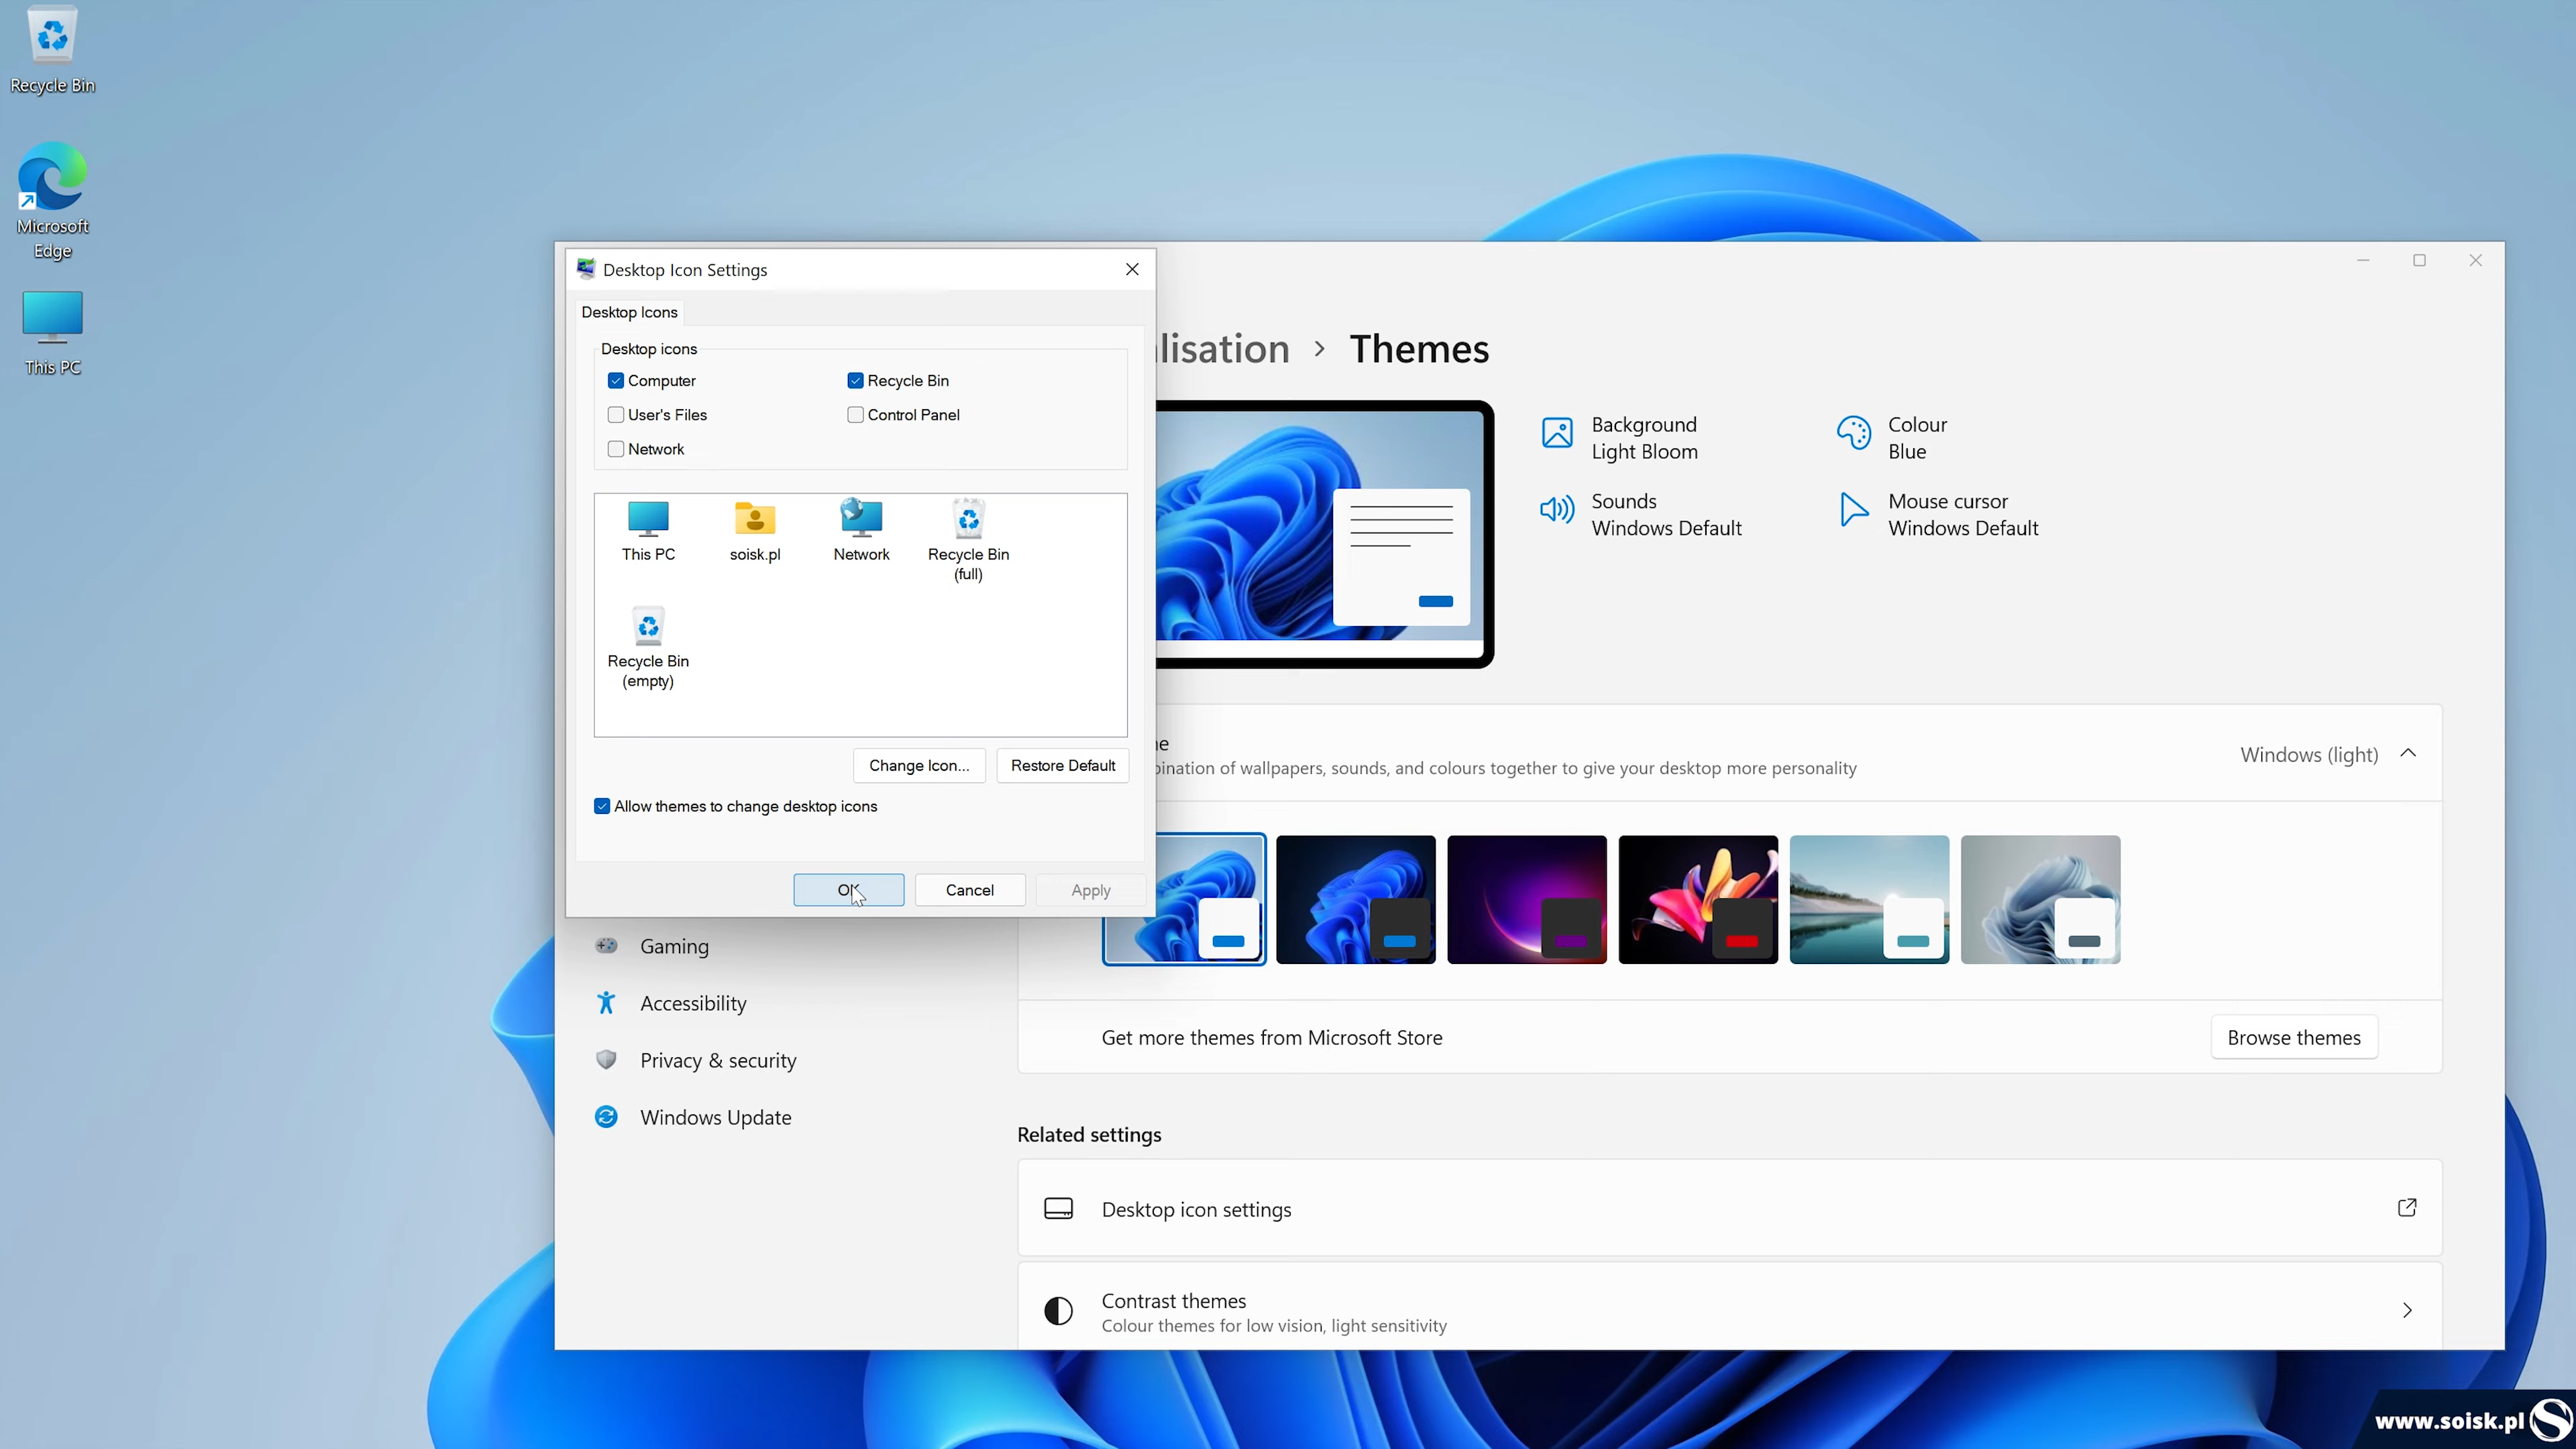 Recycle Bin
Microsoft
Edge
This PC
Desktop Icon Settings
Desktop Icons
Desktop icons
Computer
Recycle Bin
User's Files
Control Panel
Network
This PC
soisk.pl
Network
Recycle Bin
(full)
Recycle Bin
(empty)
Change Icon...
Restore Default
Allow themes to change desktop icons
OK
Cancel
Apply
Gaming
Accessibility
Privacy & security
Windows Update
lisation > Themes
Background
Light Bloom
Colour
Blue
Sounds
Windows Default
Mouse cursor
Windows Default
of wallpapers, sounds, and colours together to give your desktop more personality
Windows (light)
Get more themes from Microsoft Store
Browse themes
Related settings
Desktop icon settings
Contrast themes
Colour themes for low vision, light sensitivity
www.soisk.pl